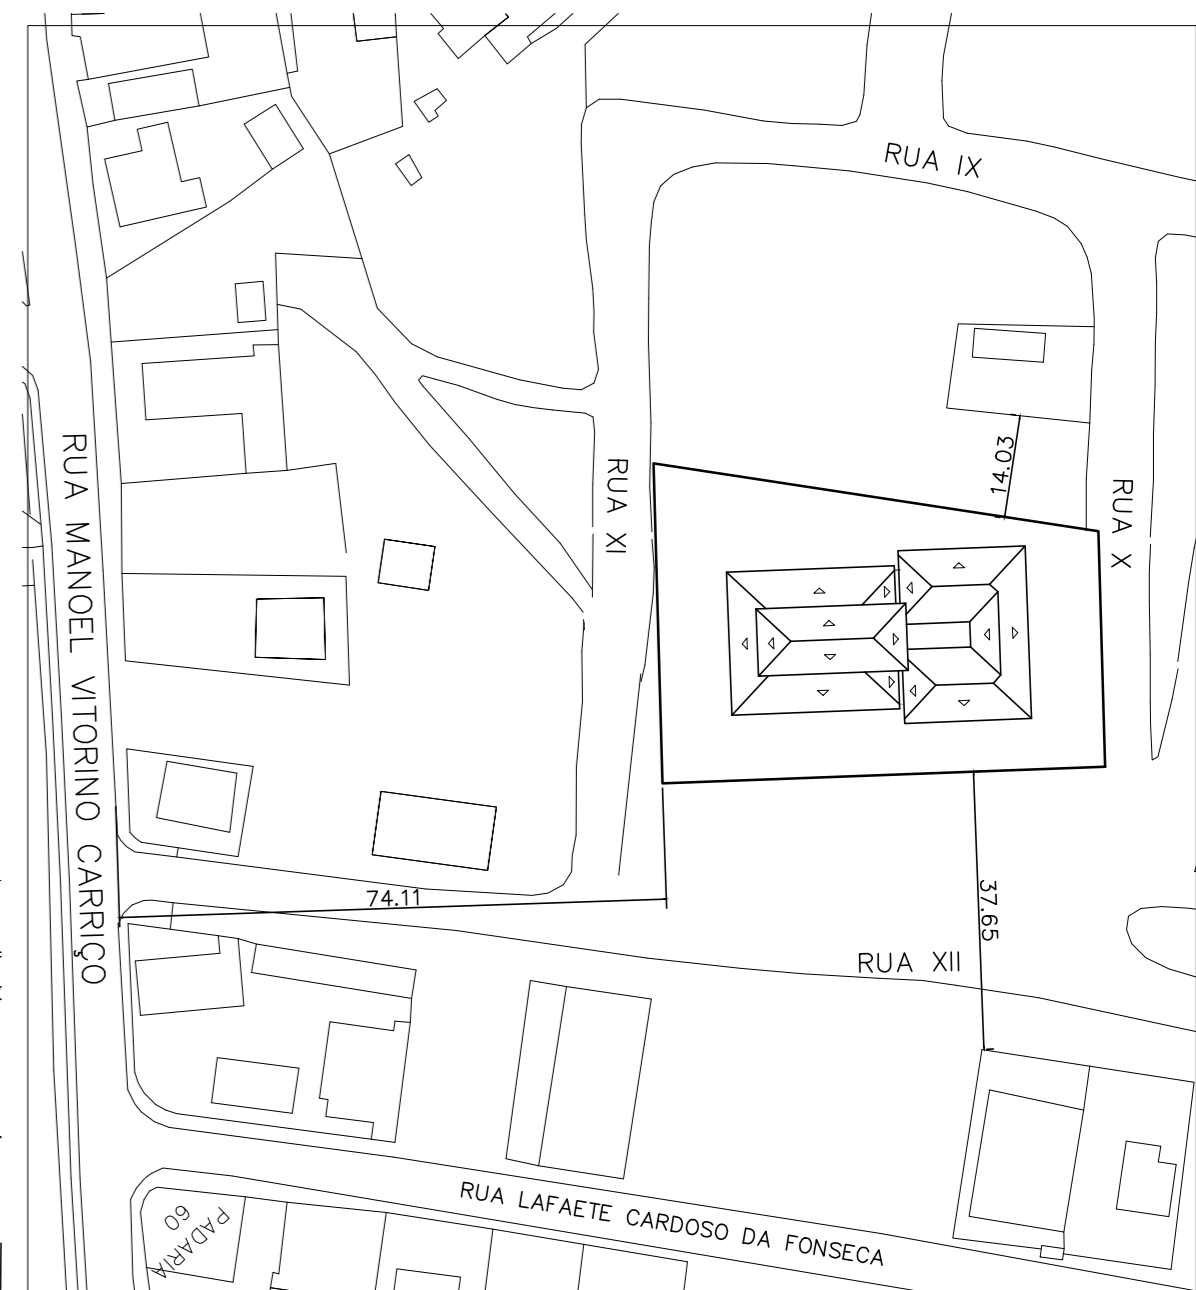 RUA IX
14.03
RUA XI
RUA X
RUA MANOEL VITORINO CARRIÇO
74.11
37.65
RUA XII
RUA LAFAETE CARDOSO DA FONSECA
PADARIA
60